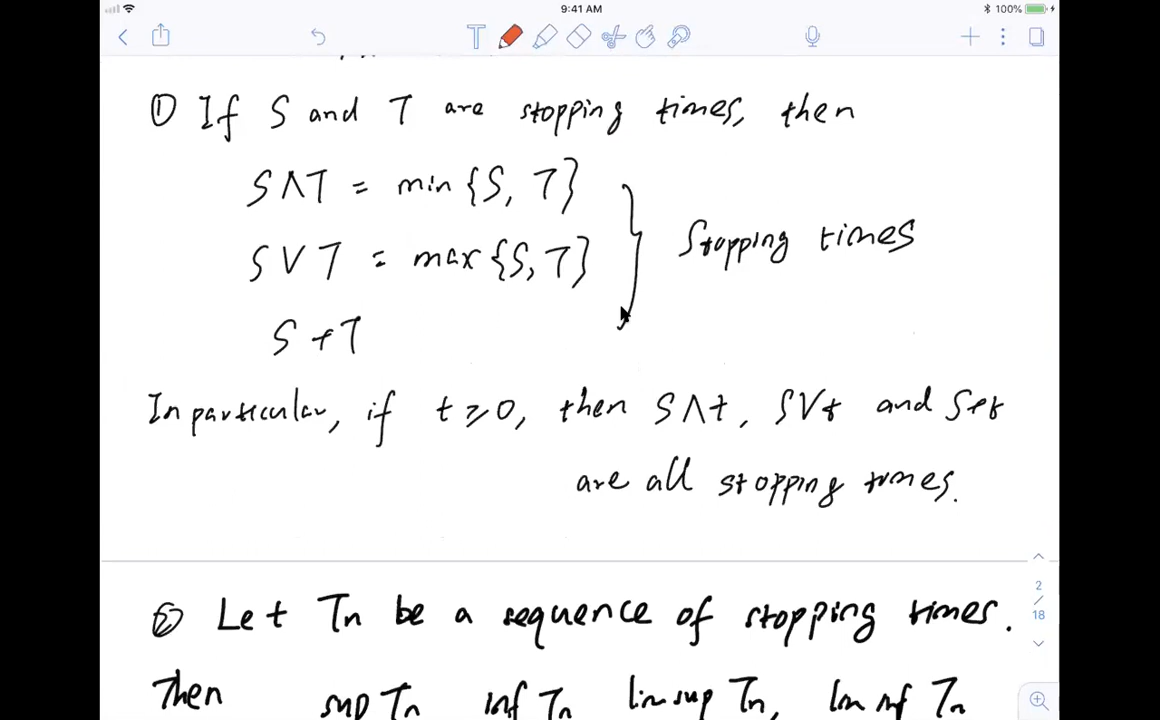 9:41 AM
100%
① If S and T are stopping times, then
S ∧ T = min {S, T}
S ∨ T = max {S, T}
S + T
stopping times
In particular, if t ≥ 0, then S ∧ t, S ∨ t and S + t
are all stopping times.
2
/
18
② Let Tn be a sequence of stopping times.
Then sup Tn inf Tn lim sup Tn, lim inf Tn